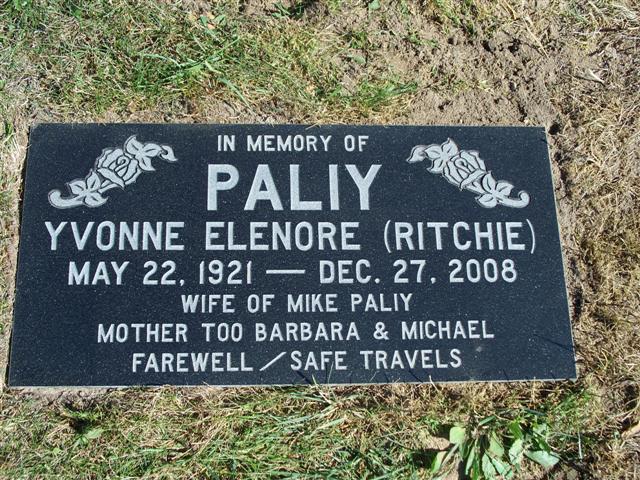 IN MEMORY OF
PALIY
YVONNE ELENORE (RITCHIE)
MAY 22, 1921 — DEC. 27, 2008
WIFE OF MIKE PALIY
MOTHER TOO BARBARA & MICHAEL
FAREWELL / SAFE TRAVELS